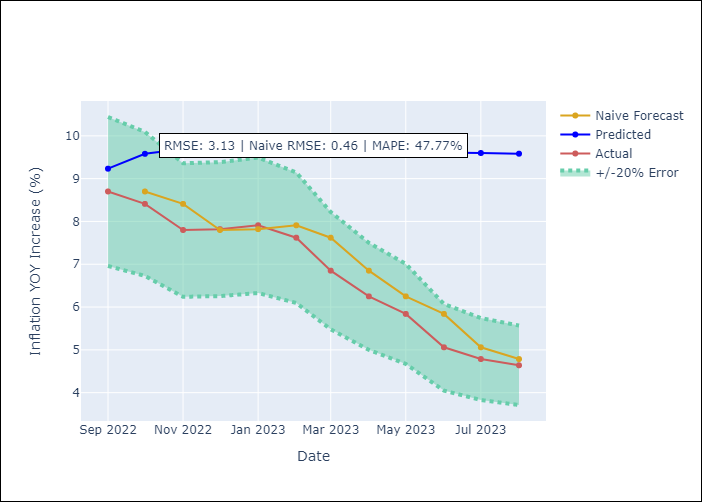 RMSE: 3.13 | Naive RMSE: 0.46 | MAPE: 47.77%
Naive Forecast
Predicted
Actual
+/-20% Error
Inflation YOY Increase (%)
10
9
8
7
6
5
4
Sep 2022
Nov 2022
Jan 2023
Mar 2023
May 2023
Jul 2023
Date